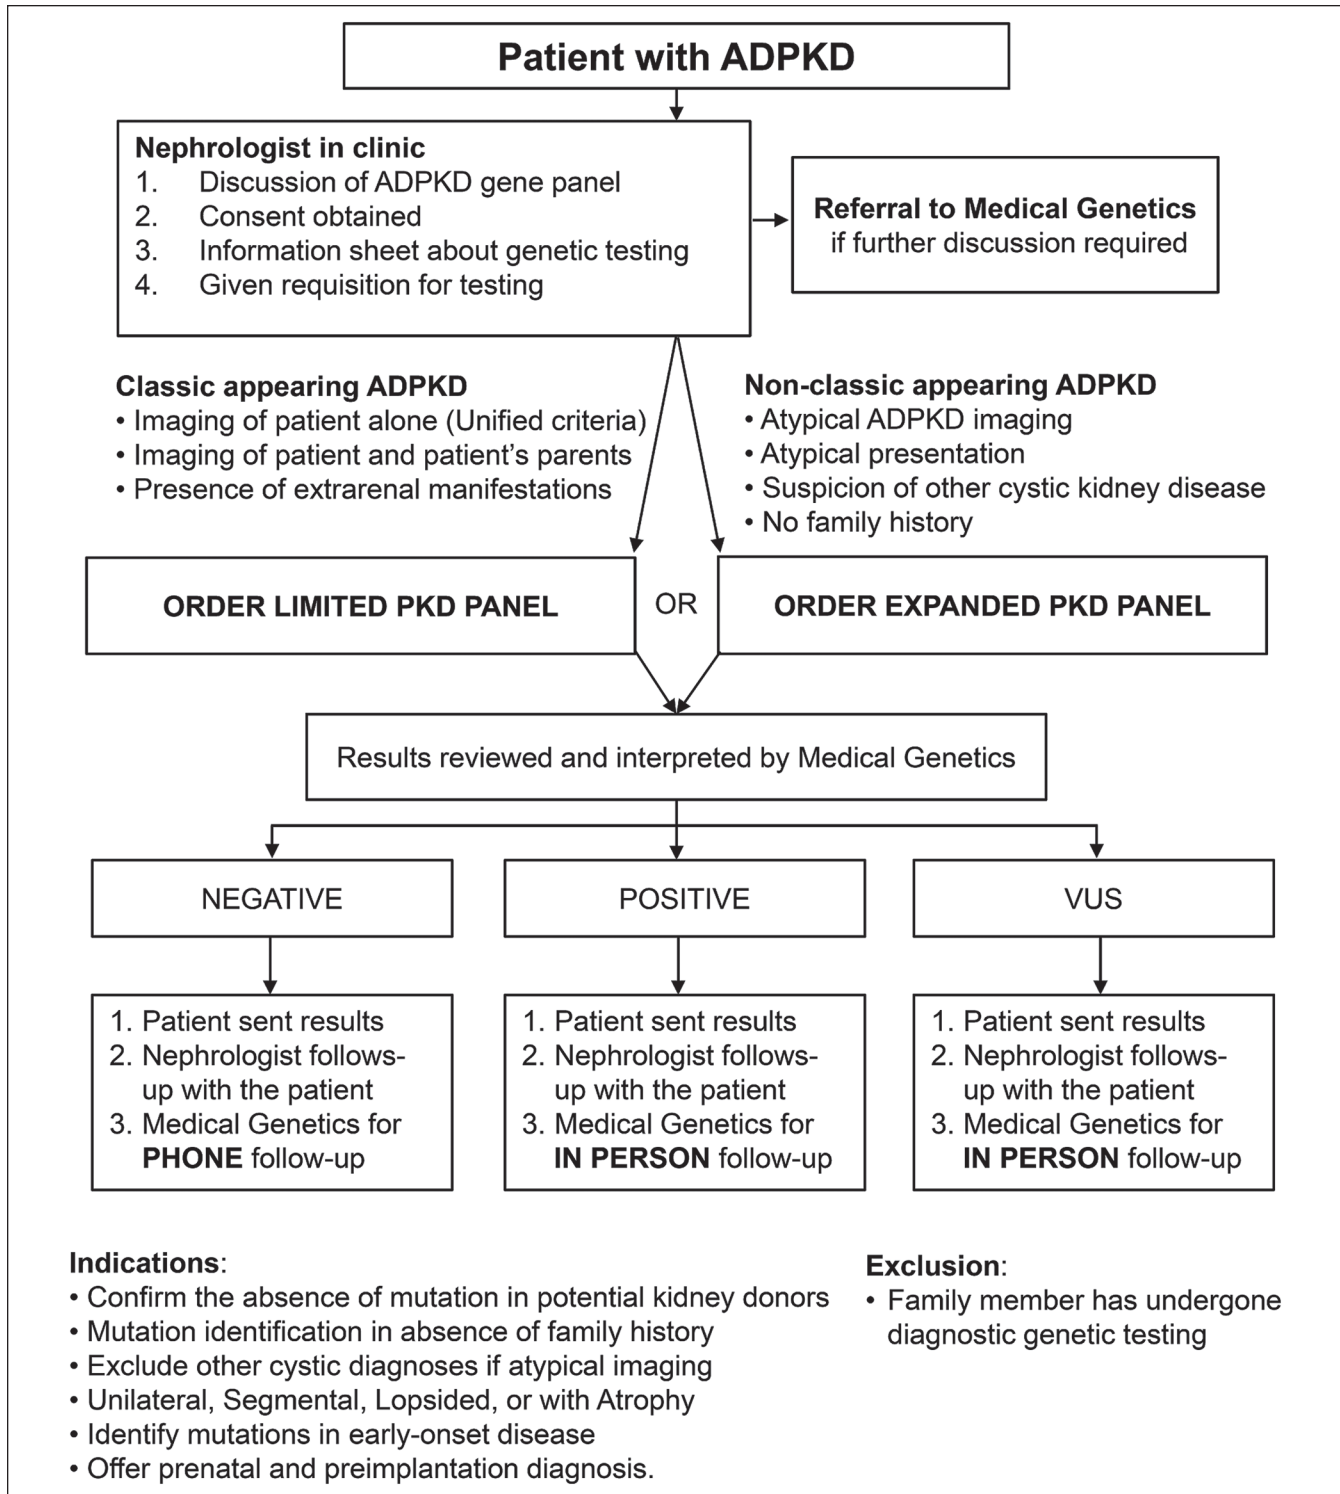 Patient with ADPKD
Nephrologist in clinic
1. Discussion of ADPKD gene panel
2. Consent obtained
3. Information sheet about genetic testing
4. Given requisition for testing
Referral to Medical Genetics
if further discussion required
Classic appearing ADPKD
• Imaging of patient alone (Unified criteria)
• Imaging of patient and patient's parents
• Presence of extrarenal manifestations
Non-classic appearing ADPKD
• Atypical ADPKD imaging
• Atypical presentation
• Suspicion of other cystic kidney disease
• No family history
ORDER LIMITED PKD PANEL
OR
ORDER EXPANDED PKD PANEL
Results reviewed and interpreted by Medical Genetics
NEGATIVE
POSITIVE
VUS
1. Patient sent results
2. Nephrologist follows-
up with the patient
3. Medical Genetics for
PHONE follow-up
1. Patient sent results
2. Nephrologist follows-
up with the patient
3. Medical Genetics for
IN PERSON follow-up
1. Patient sent results
2. Nephrologist follows-
up with the patient
3. Medical Genetics for
IN PERSON follow-up
Indications:
• Confirm the absence of mutation in potential kidney donors
• Mutation identification in absence of family history
• Exclude other cystic diagnoses if atypical imaging
• Unilateral, Segmental, Lopsided, or with Atrophy
• Identify mutations in early-onset disease
• Offer prenatal and preimplantation diagnosis.
Exclusion:
• Family member has undergone
diagnostic genetic testing